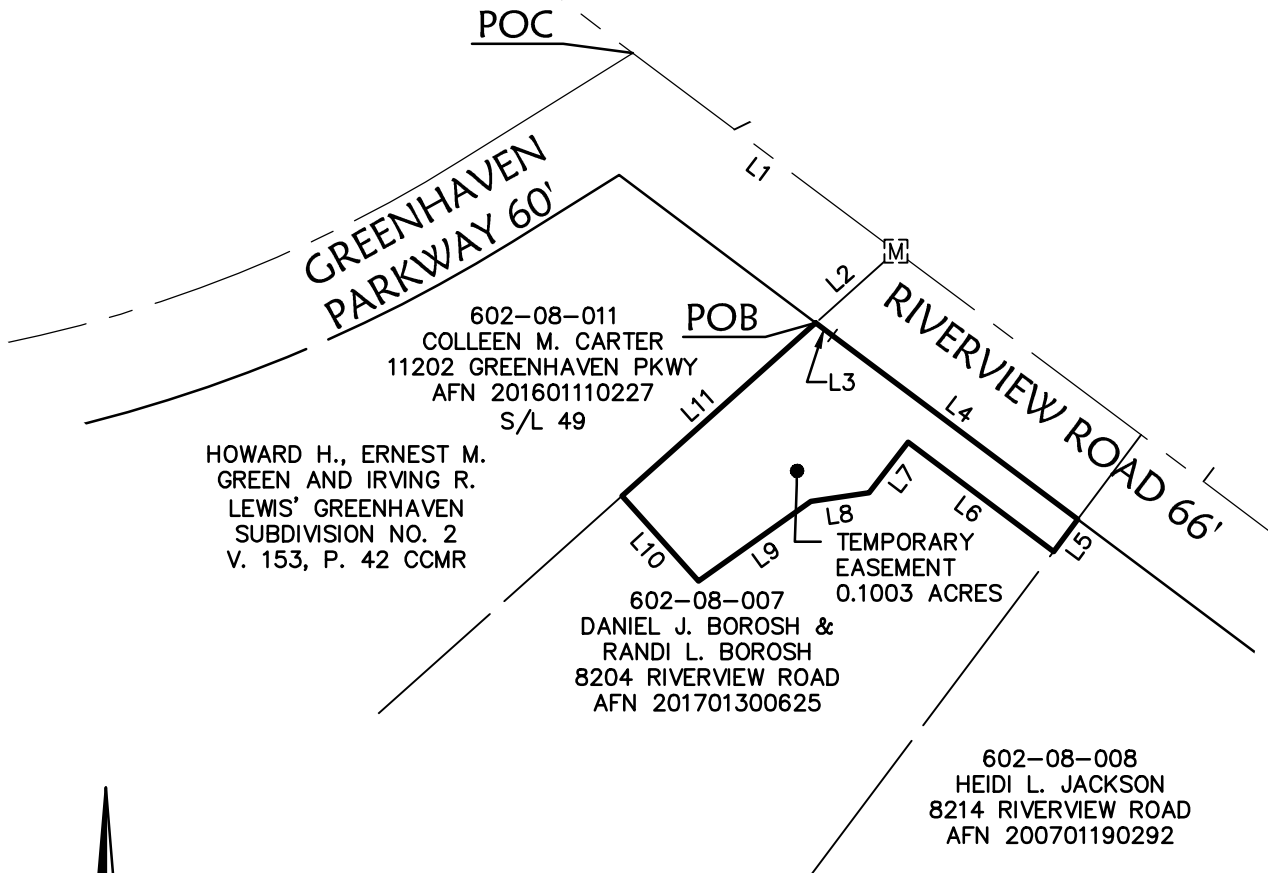 POC
L1
M
L2
GREENHAVEN
PARKWAY 60'
RIVERVIEW ROAD 66'
POB
L3
L4
L5
L6
L7
L8
L9
L10
L11
602-08-011
COLLEEN M. CARTER
11202 GREENHAVEN PKWY
AFN 201601110227
S/L 49
HOWARD H., ERNEST M.
GREEN AND IRVING R.
LEWIS' GREENHAVEN
SUBDIVISION NO. 2
V. 153, P. 42 CCMR
TEMPORARY
EASEMENT
0.1003 ACRES
602-08-007
DANIEL J. BOROSH &
RANDI L. BOROSH
8204 RIVERVIEW ROAD
AFN 201701300625
602-08-008
HEIDI L. JACKSON
8214 RIVERVIEW ROAD
AFN 200701190292